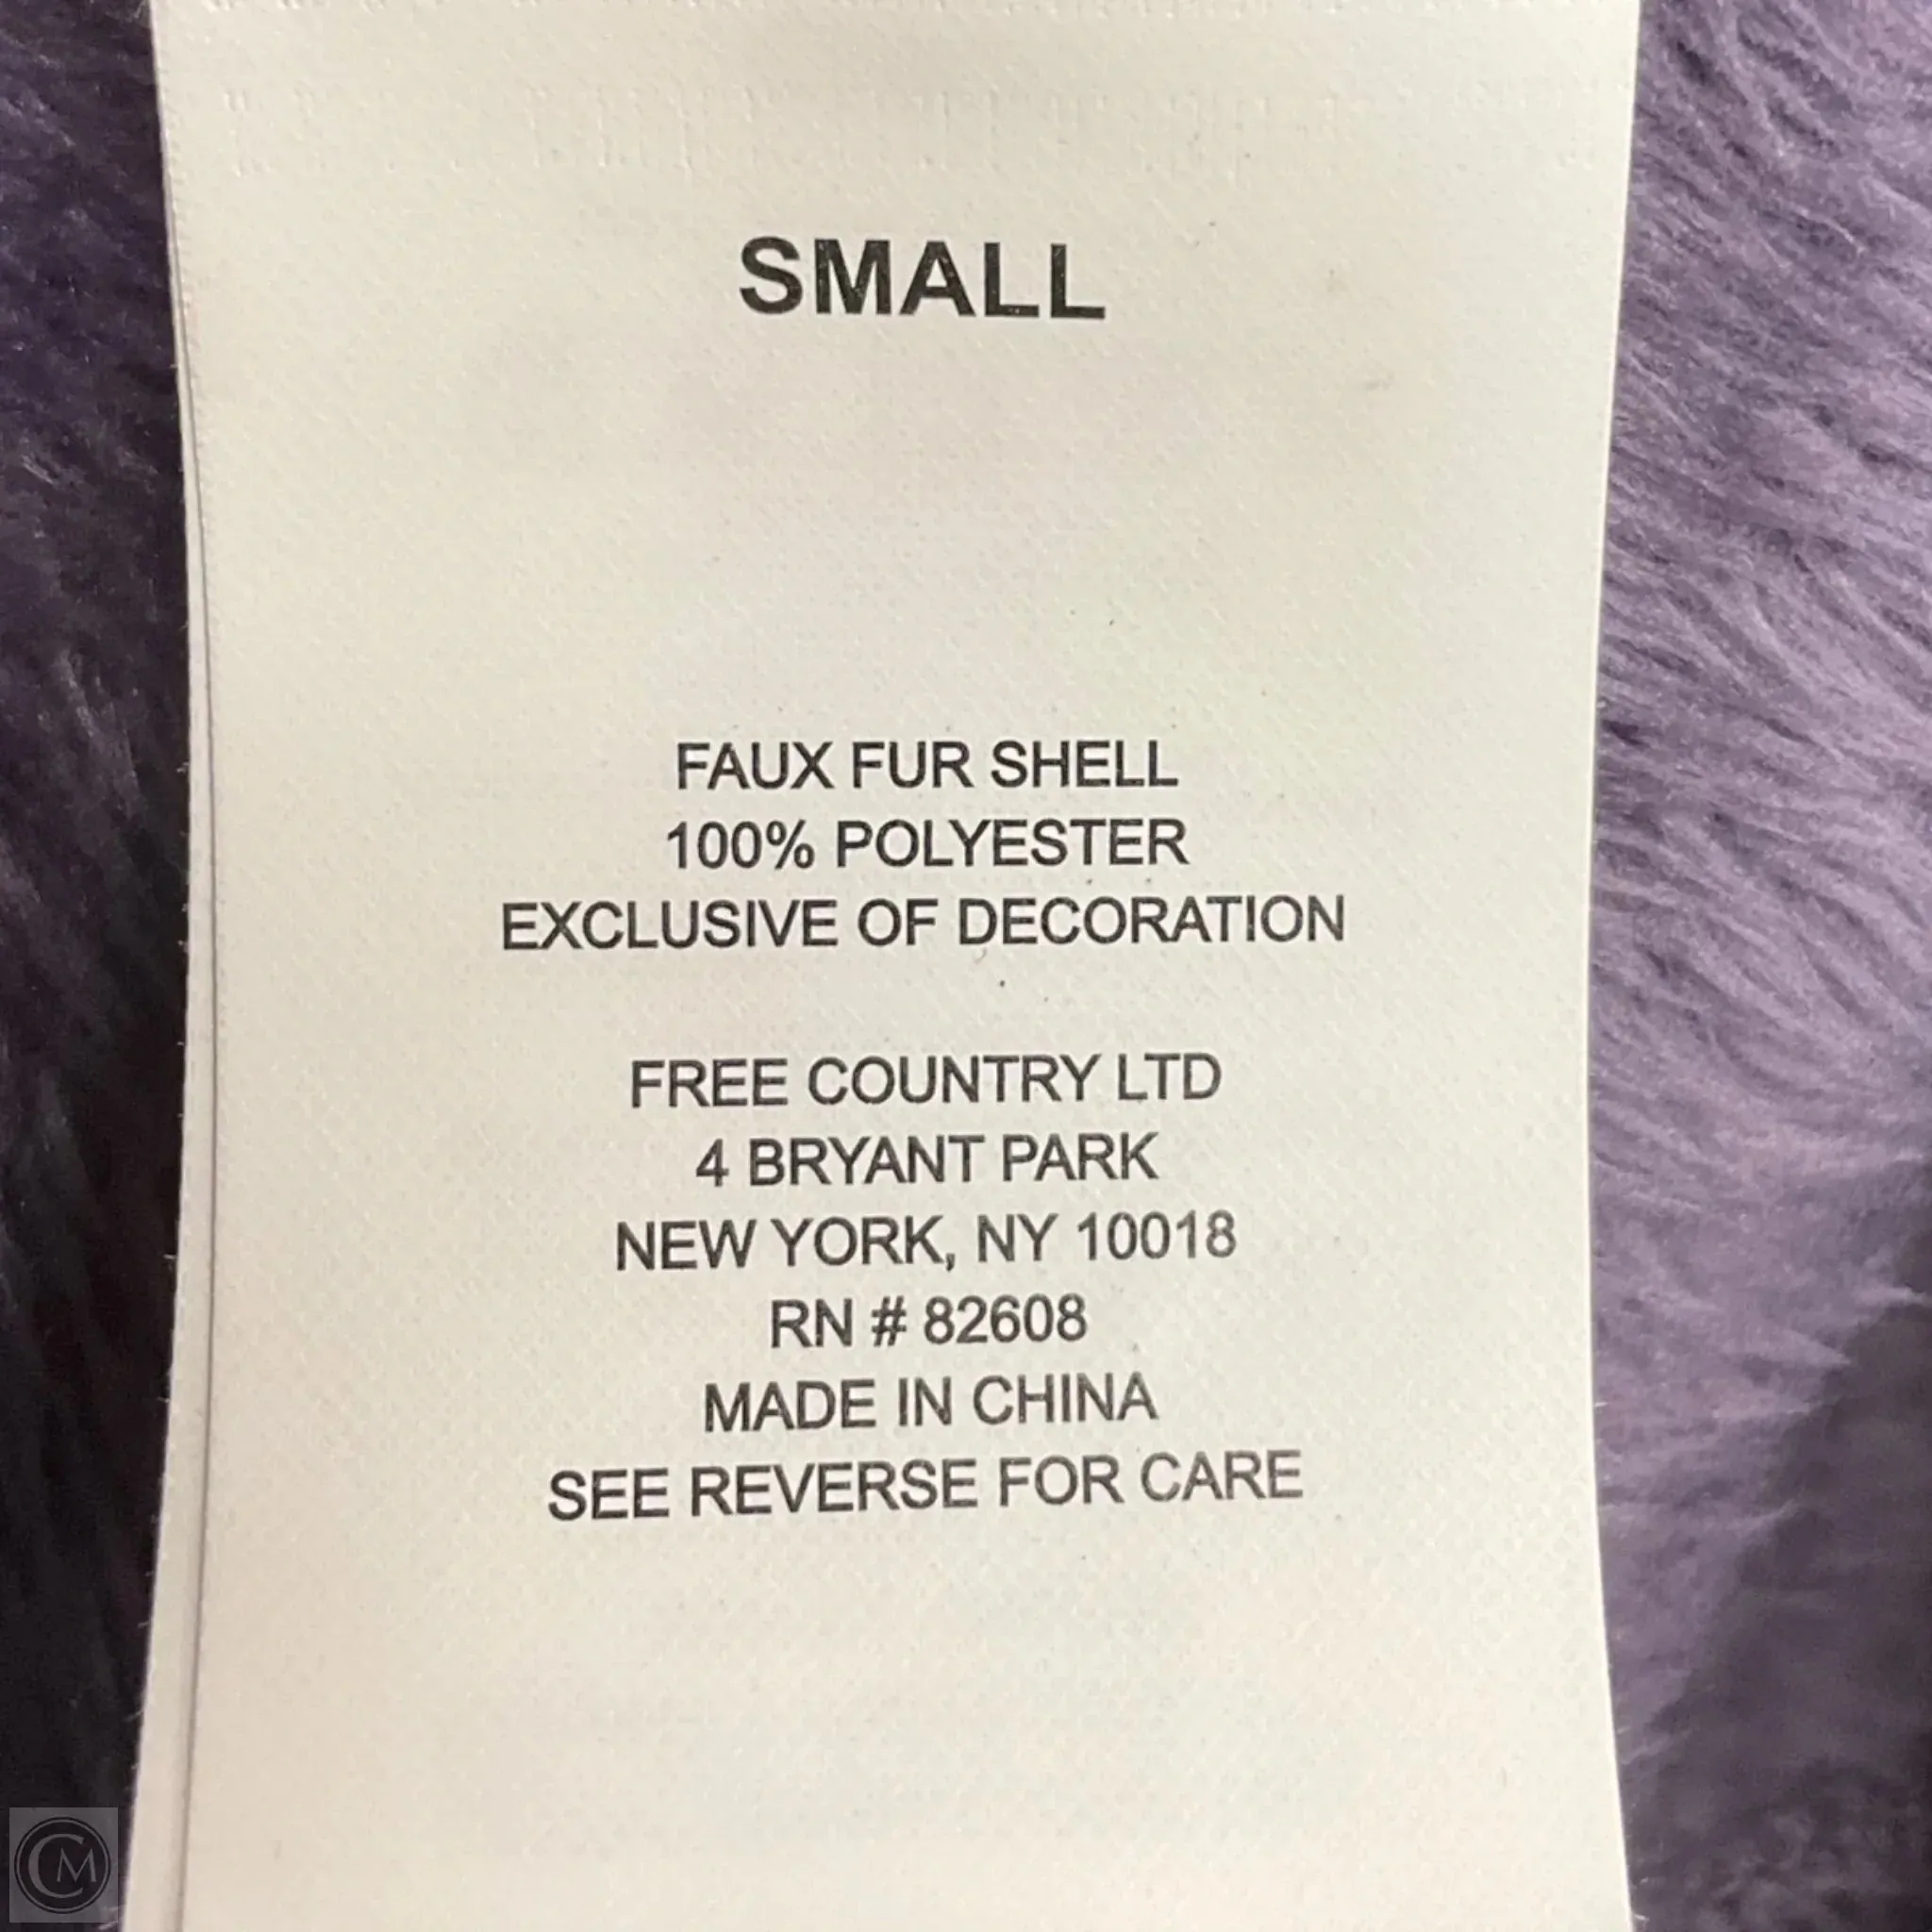 SMALL
FAUX FUR SHELL
100% POLYESTER
EXCLUSIVE OF DECORATION
FREE COUNTRY LTD
4 BRYANT PARK
NEW YORK, NY 10018
RN # 82608
MADE IN CHINA
SEE REVERSE FOR CARE
CM